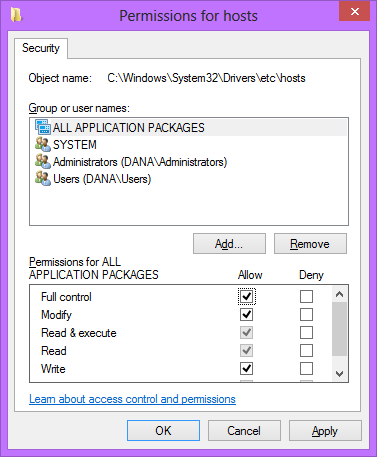 Permissions for hosts
Security
Object name: C:\Windows\System32\Drivers\etc\hosts
Group or user names:
ALL APPLICATION PACKAGES
SYSTEM
Administrators (DANA\Administrators)
Users (DANA\Users)
Add... Remove
Permissions for ALL
APPLICATION PACKAGES Allow Deny
Full control
Modify
Read & execute
Read
Write
Learn about access control and permissions
OK Cancel Apply